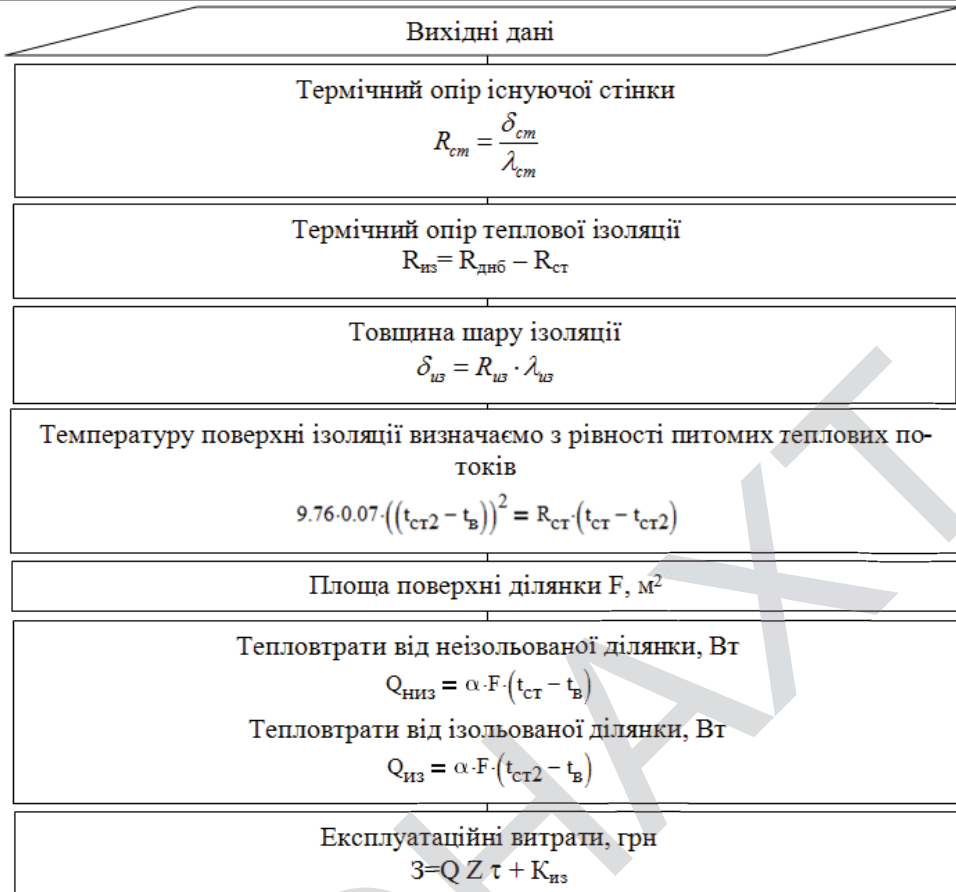 Вихідні дані
Термічний опір існуючої стінки
R_ст = δ_ст / λ_ст
Термічний опір теплової ізоляції
R_из= R_днб – R_ст
Товщина шару ізоляції
δ_из = R_из · λ_из
Температуру поверхні ізоляції визначаємо з рівності питомих теплових по-
токів
9.76·0.07·((t_ст2 − t_в))² = R_ст·(t_ст − t_ст2)
Площа поверхні ділянки F, м²
Тепловтрати від неізольованої ділянки, Вт
Q_низ = α·F·(t_ст − t_в)
Тепловтрати від ізольованої ділянки, Вт
Q_из = α·F·(t_ст2 − t_в)
Експлуатаційні витрати, грн
З=Q Z τ + К_из